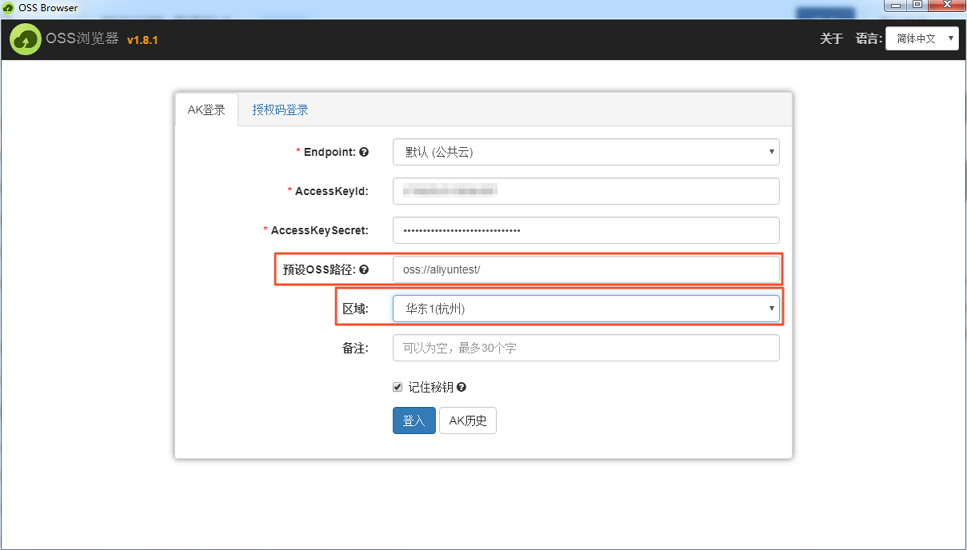 OSS Browser
OSS浏览器 v1.8.1 关于 语言: 简体中文
AK登录 授权码登录
* Endpoint: 默认 (公共云)
* AccessKeyId:
* AccessKeySecret: ••••••••••••••••••••••••••••••
预设OSS路径: oss://aliyuntest/
区域: 华东1(杭州)
备注: 可以为空，最多30个字
记住秘钥
登入 AK历史